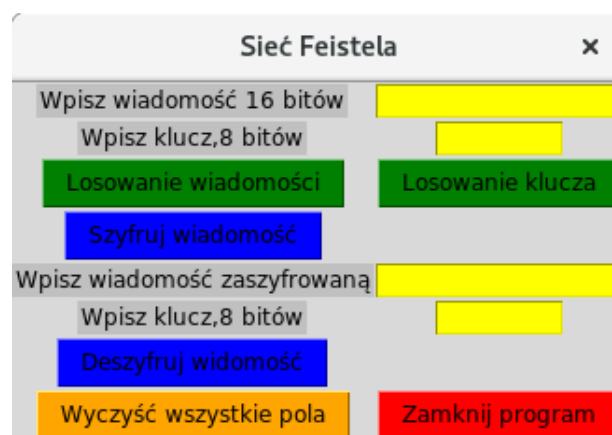 Sieć Feistela ×
Wpisz wiadomość 16 bitów
Wpisz klucz,8 bitów
Losowanie wiadomości Losowanie klucza
Szyfruj wiadomość
Wpisz wiadomość zaszyfrowaną
Wpisz klucz,8 bitów
Deszyfruj widomość
Wyczyść wszystkie pola Zamknij program